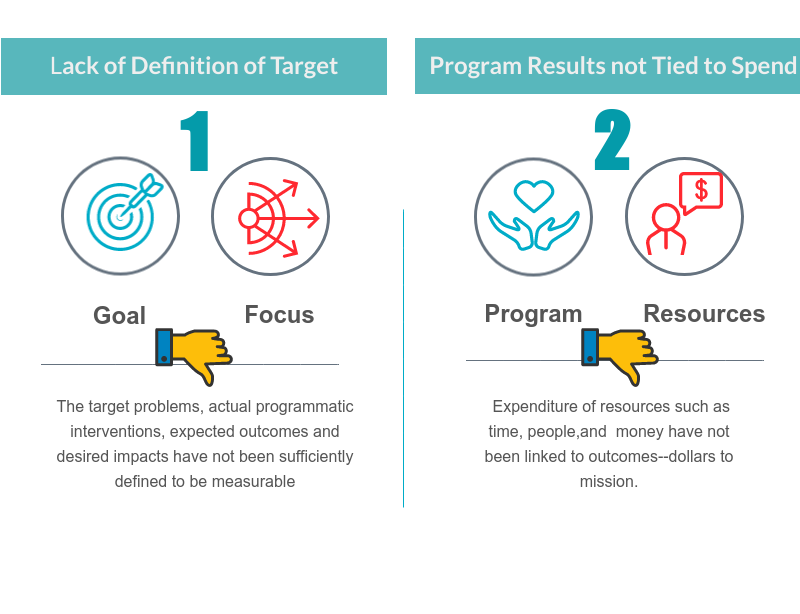 Lack of Definition of Target
1
Goal
Focus
The target problems, actual programmatic
interventions, expected outcomes and
desired impacts have not been sufficiently
defined to be measurable
Program Results not Tied to Spend
2
$
Program
Resources
Expenditure of resources such as
time, people,and  money have not
been linked to outcomes--dollars to
mission.